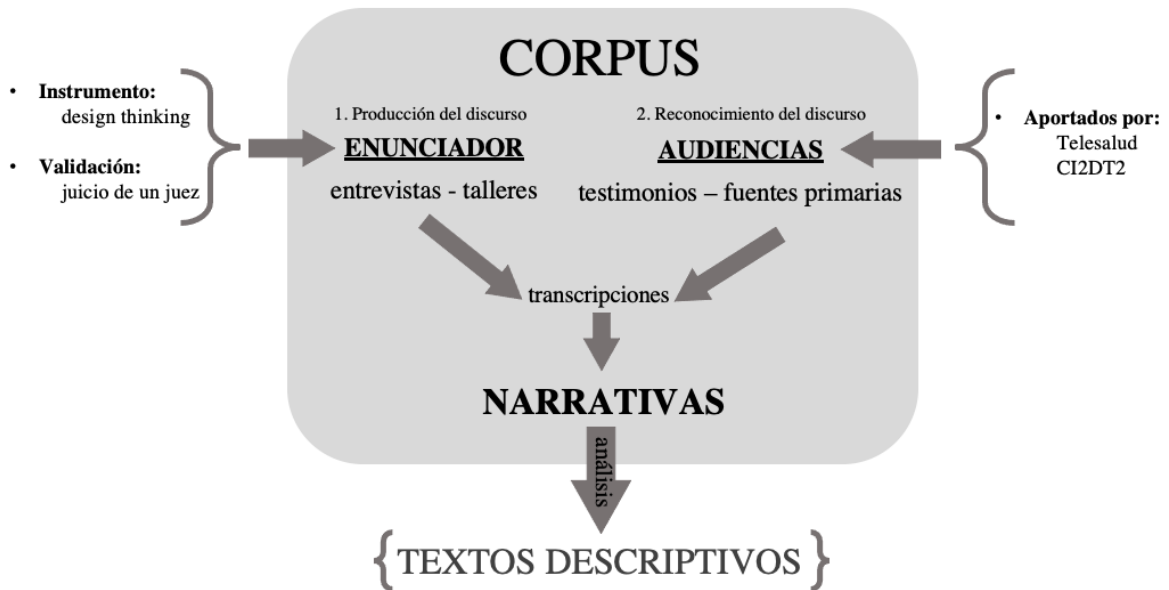 CORPUS
• Instrumento:
design thinking
• Validación:
juicio de un juez
1. Producción del discurso
ENUNCIADOR
entrevistas - talleres
2. Reconocimiento del discurso
AUDIENCIAS
testimonios – fuentes primarias
• Aportados por:
Telesalud
CI2DT2
transcripciones
NARRATIVAS
análisis
{TEXTOS DESCRIPTIVOS}